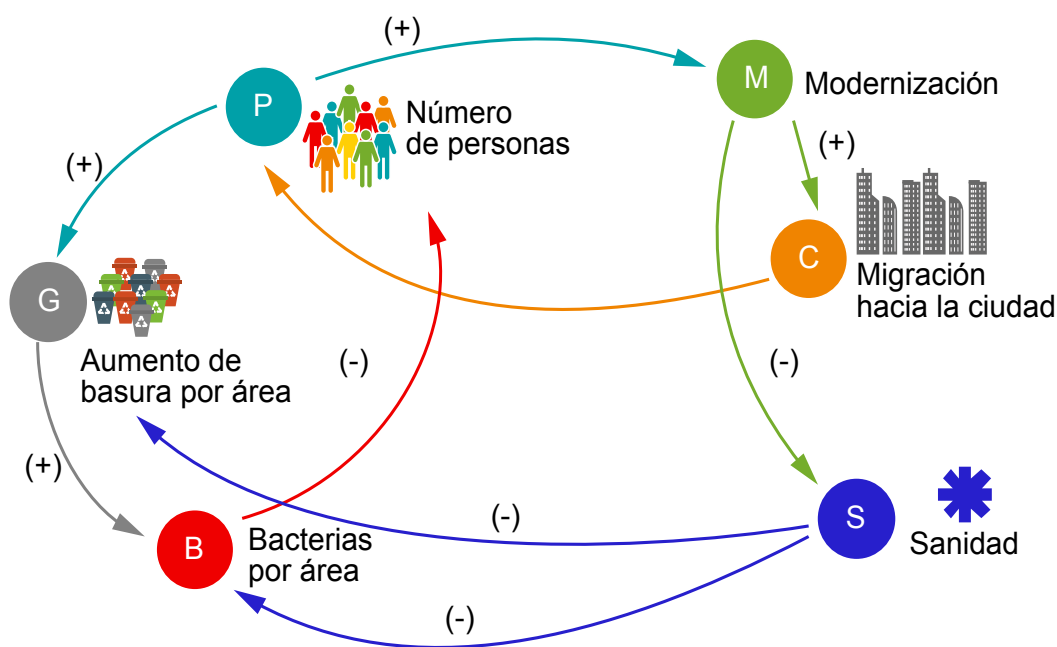 (+)
P
Número
de personas
M
Modernización
(+)
(+)
C
Migración
hacia la ciudad
G
Aumento de
basura por área
(-)
(-)
(+)
B
Bacterias
por área
(-)
S
Sanidad
(-)